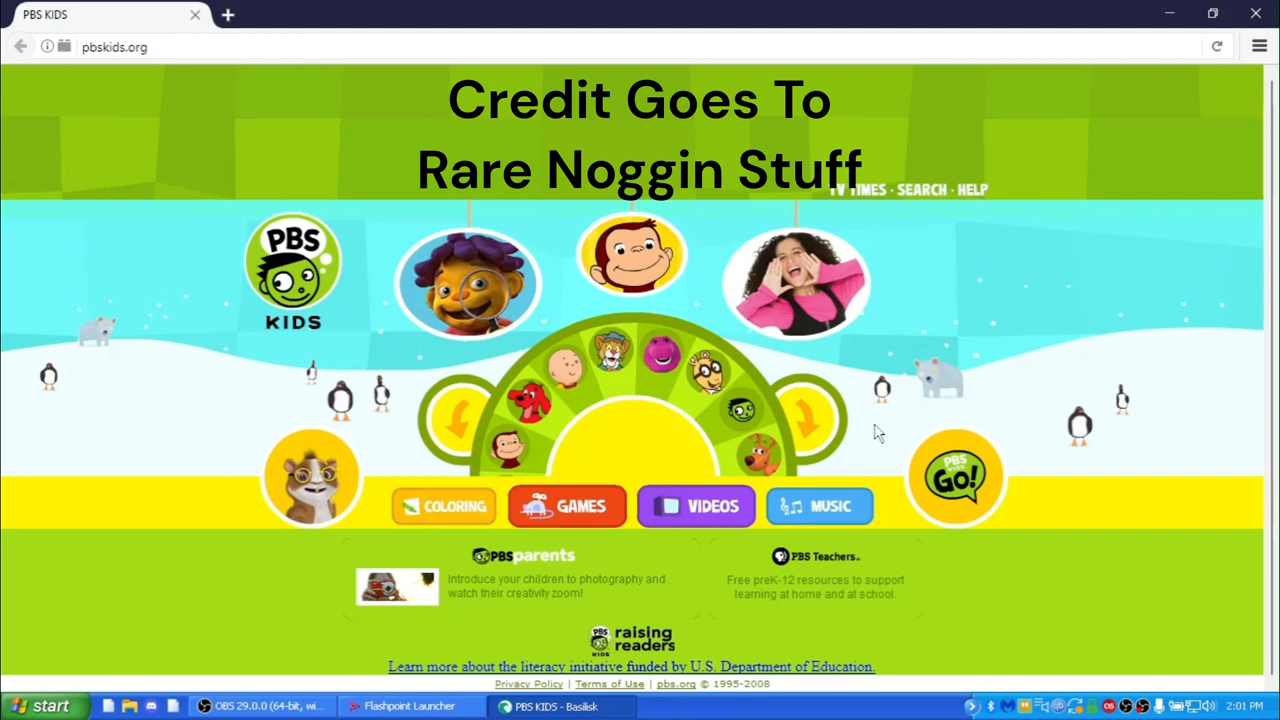 PBS KIDS
pbskids.org
Credit Goes To
Rare Noggin Stuff
TV TIMES · SEARCH · HELP
PBS
KIDS
COLORING
GAMES
VIDEOS
MUSIC
PBS KIDS
GO!
PBSparents
Introduce your children to photography and
watch their creativity zoom!
PBS Teachers
Free preK-12 resources to support
learning at home and at school.
PBS KIDS raising
readers
Learn more about the literacy initiative funded by U.S. Department of Education.
Privacy Policy | Terms of Use | pbs.org © 1995-2008
start
OBS 29.0.0 (64-bit, wi...
Flashpoint Launcher
PBS KIDS - Basilisk
2:01 PM